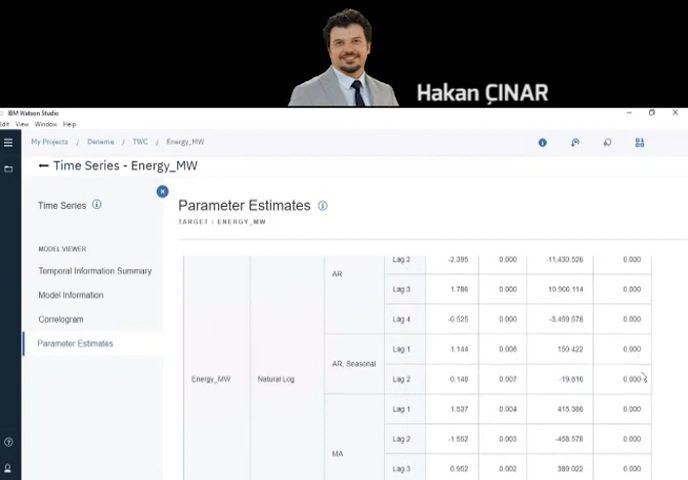 Hakan ÇINAR
IBM Watson Studio
Edit View Window Help
My Projects / Deneme / TWC / Energy_MW
← Time Series - Energy_MW
Time Series
Parameter Estimates
TARGET : ENERGY_MW
MODEL VIEWER
Temporal Information Summary
Model Information
Correlogram
Parameter Estimates
Lag 2 -2.395 0.000 -11,430.526 0.000
AR
Lag 3 1.786 0.000 10,900.114 0.000
Lag 4 -0.525 0.000 -3,459.576 0.000
Lag 1 1.144 0.008 150.422 0.000
AR, Seasonal
Energy_MW Natural Log Lag 2 -0.148 0.007 -19.816 0.000
Lag 1 1.537 0.004 415.386 0.000
Lag 2 -1.552 0.003 -458.578 0.000
MA
Lag 3 0.952 0.002 389.022 0.000